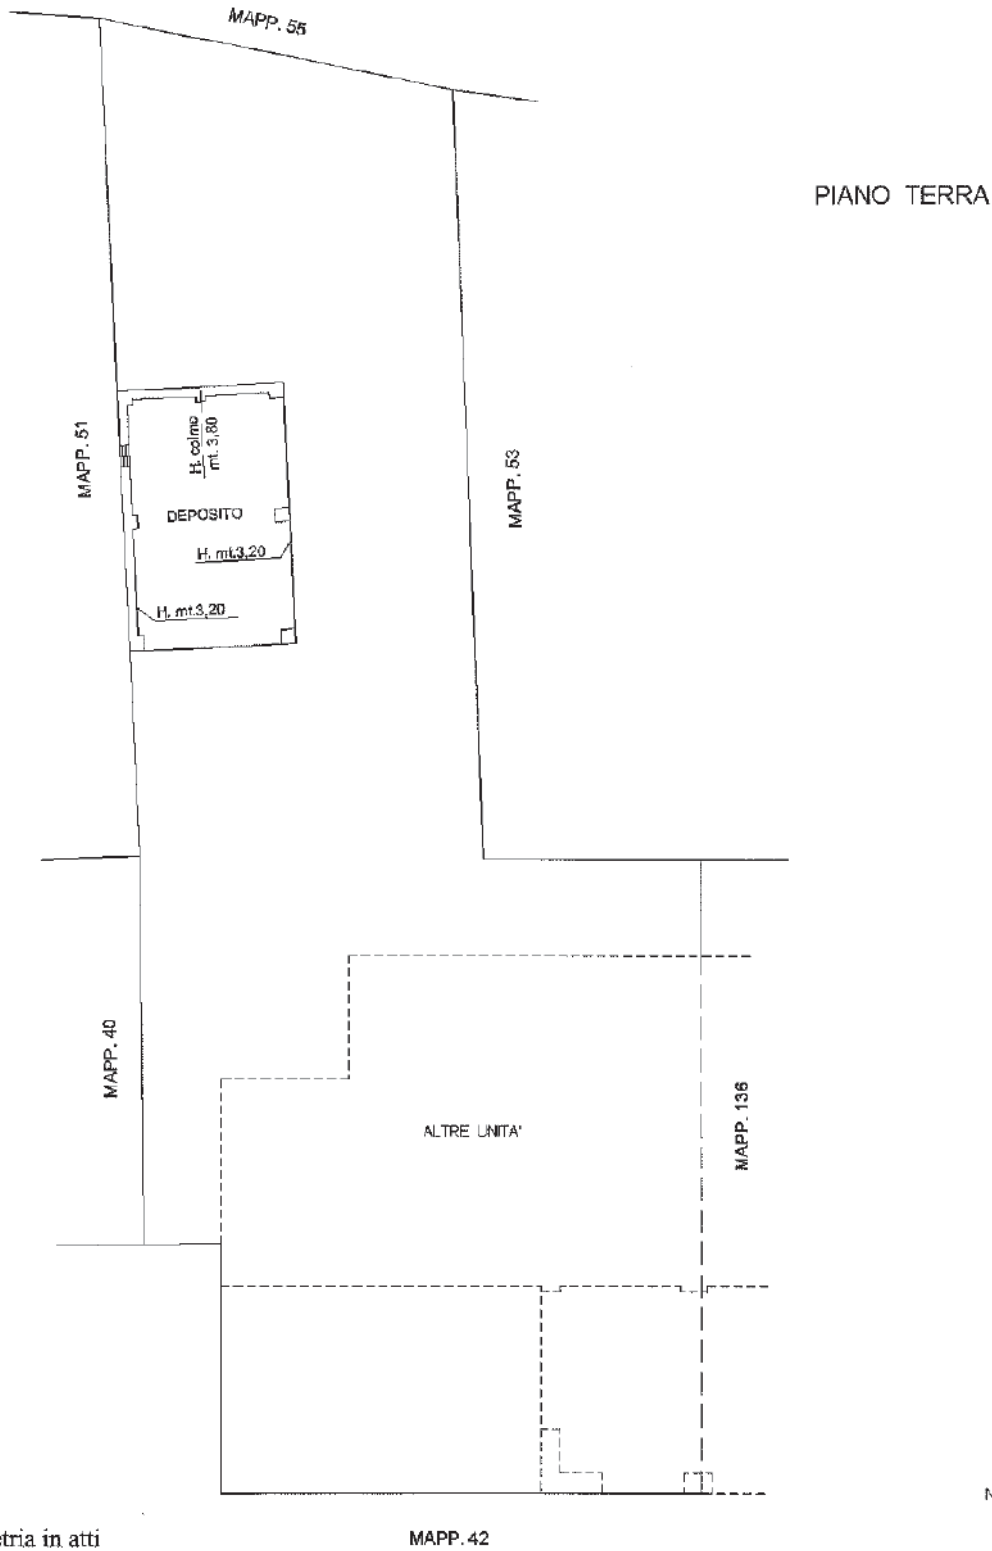 MAPP. 55
PIANO TERRA
MAPP. 51
H. colmo
mt. 3,80
MAPP. 53
DEPOSITO
H. mt.3,20
H. mt.3,20
MAPP. 40
ALTRE UNITA'
MAPP. 136
MAPP. 42
in atti